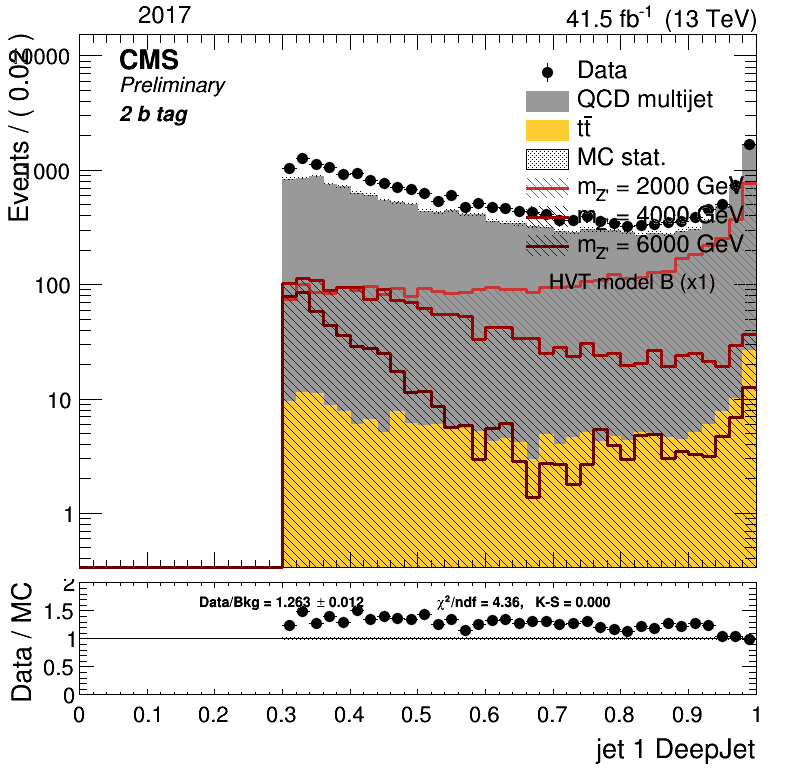 2017
41.5 fb⁻¹ (13 TeV)
Events / ( 0.02 )
CMS
Preliminary
2 b tag
Data
QCD multijet
tt̄
MC stat.
m_Z' = 2000 GeV
m_Z' = 4000 GeV
m_Z' = 6000 GeV
HVT model B (x1)
1000
100
10
1
Data / MC
Data/Bkg = 1.263 ± 0.012
χ²/ndf = 4.36, K-S = 0.000
2
1.5
1
0.5
0
0 0.1 0.2 0.3 0.4 0.5 0.6 0.7 0.8 0.9 1
jet 1 DeepJet